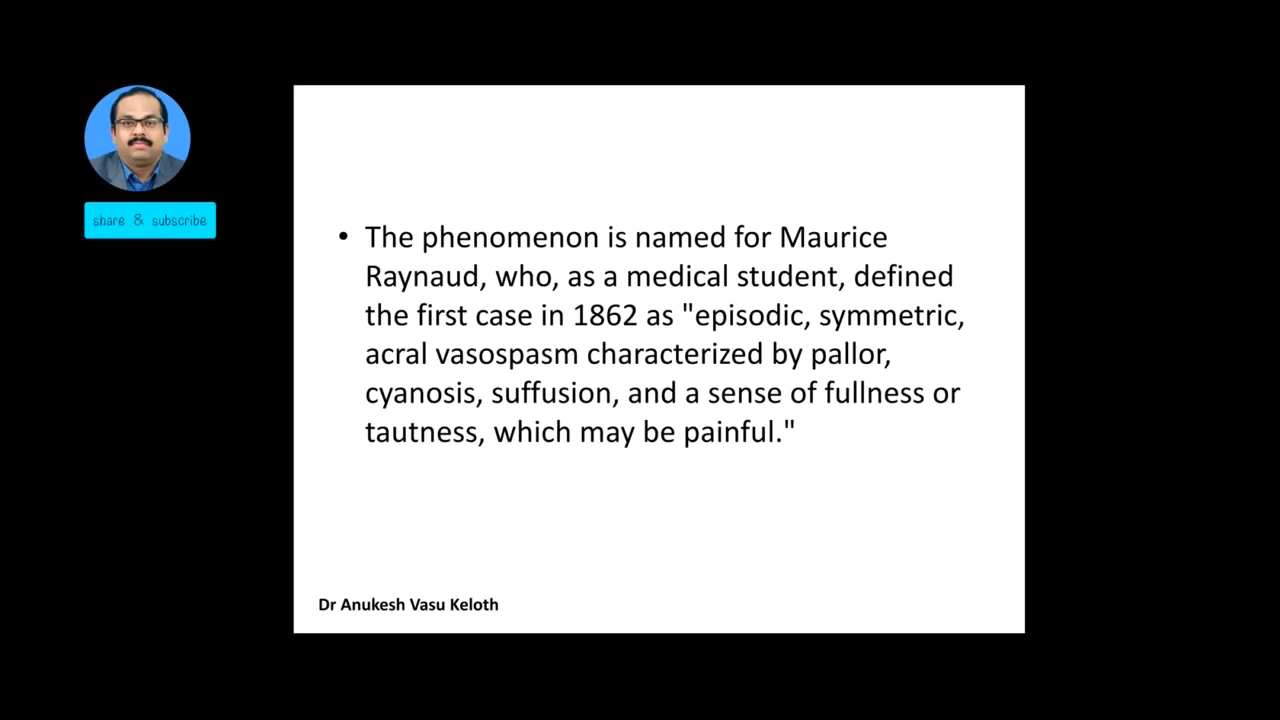 share & subscribe
• The phenomenon is named for Maurice
Raynaud, who, as a medical student, defined
the first case in 1862 as "episodic, symmetric,
acral vasospasm characterized by pallor,
cyanosis, suffusion, and a sense of fullness or
tautness, which may be painful."
Dr Anukesh Vasu Keloth